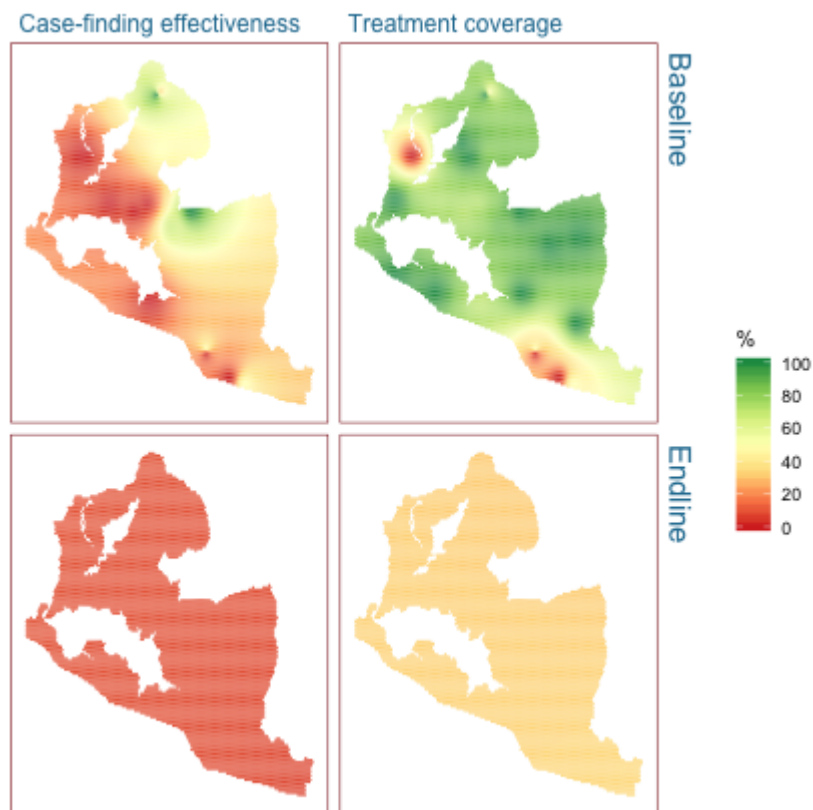 Case-finding effectiveness
Treatment coverage
Baseline
Endline
%
100
80
60
40
20
0